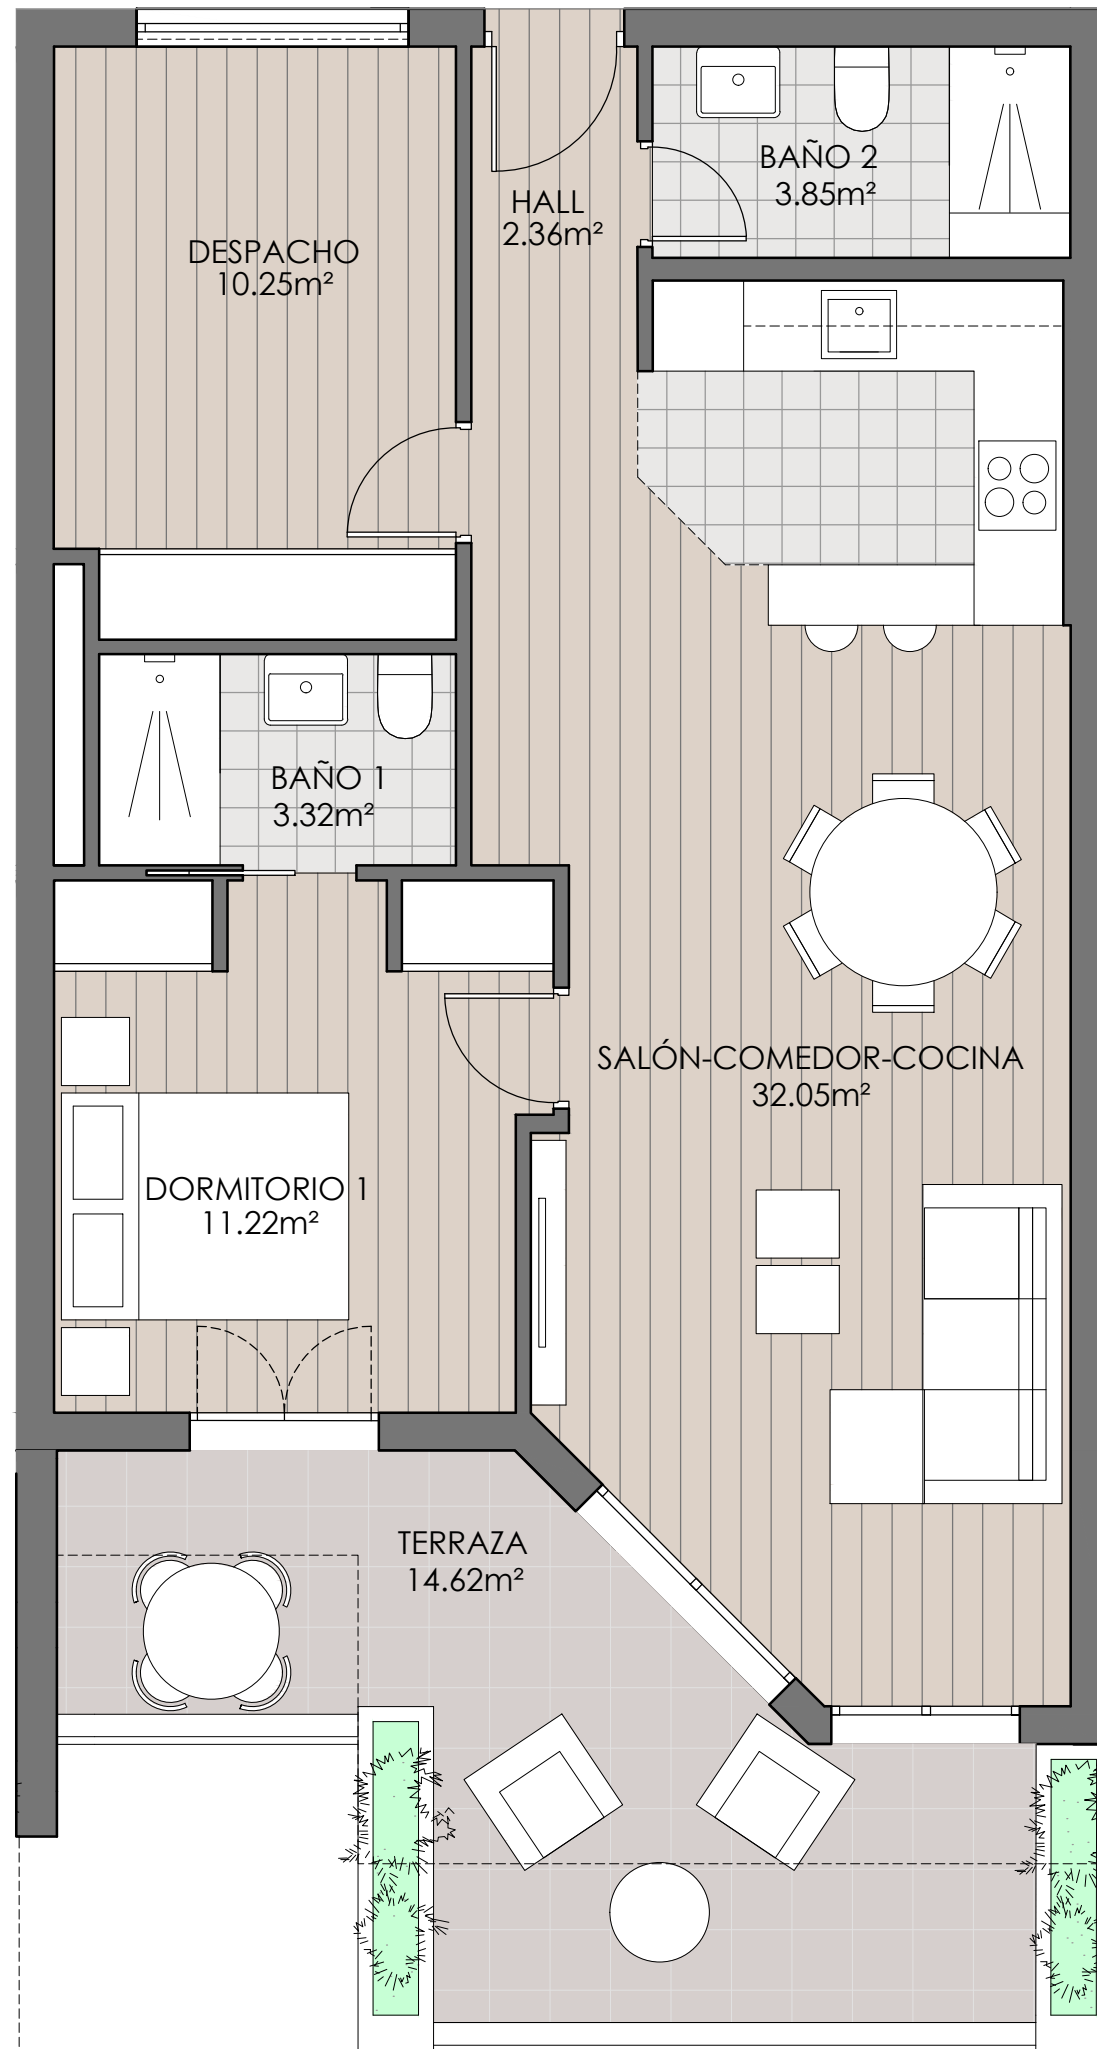 BAÑO 2
3.85m²
HALL
2.36m²
DESPACHO
10.25m²
BAÑO 1
3.32m²
SALÓN-COMEDOR-COCINA
32.05m²
DORMITORIO 1
11.22m²
TERRAZA
14.62m²